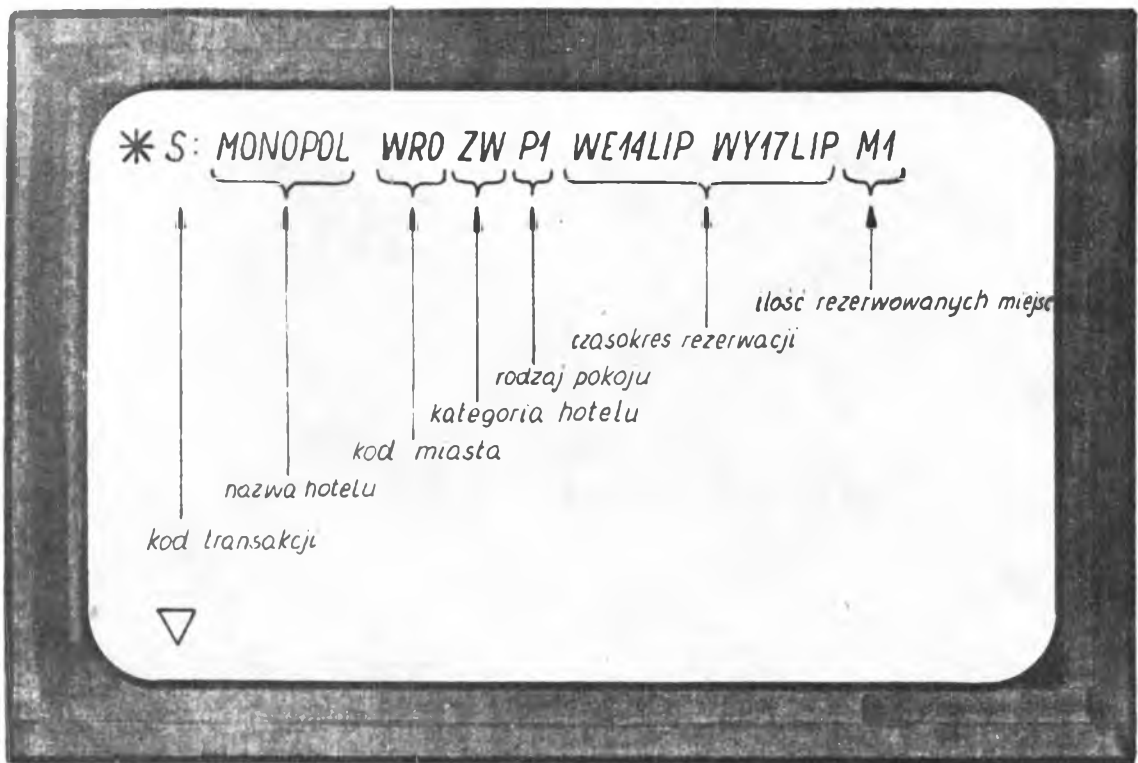 * S: MONOPOL WRO ZW P1 WE14LIP WY17LIP M1
ilość rezerwowanych miejsc
czasokres rezerwacji
rodzaj pokoju
kategoria hotelu
kod miasta
nazwa hotelu
kod transakcji